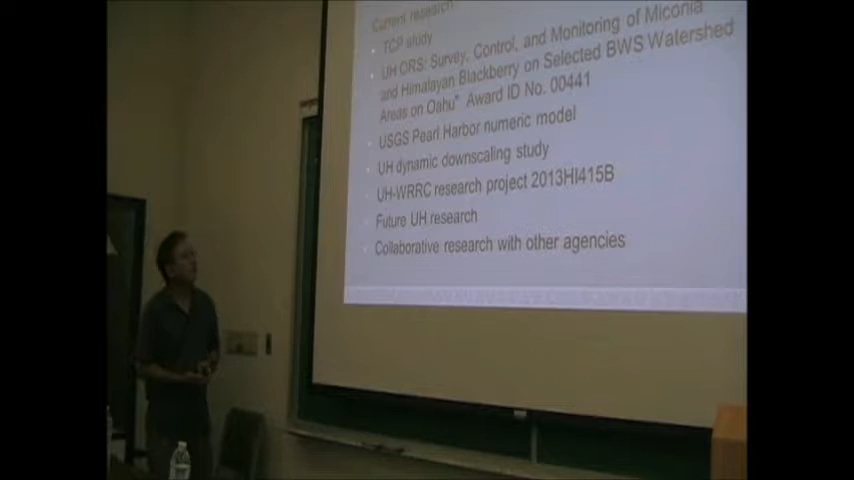 Current research
TCP study
UH ORS: Survey, Control, and Monitoring of Miconia
and Himalayan Blackberry on Selected BWS Watershed
Areas on Oahu" Award ID No. 00441
USGS Pearl Harbor numeric model
UH dynamic downscaling study
UH-WRRC research project 2013HI415B
Future UH research
Collaborative research with other agencies